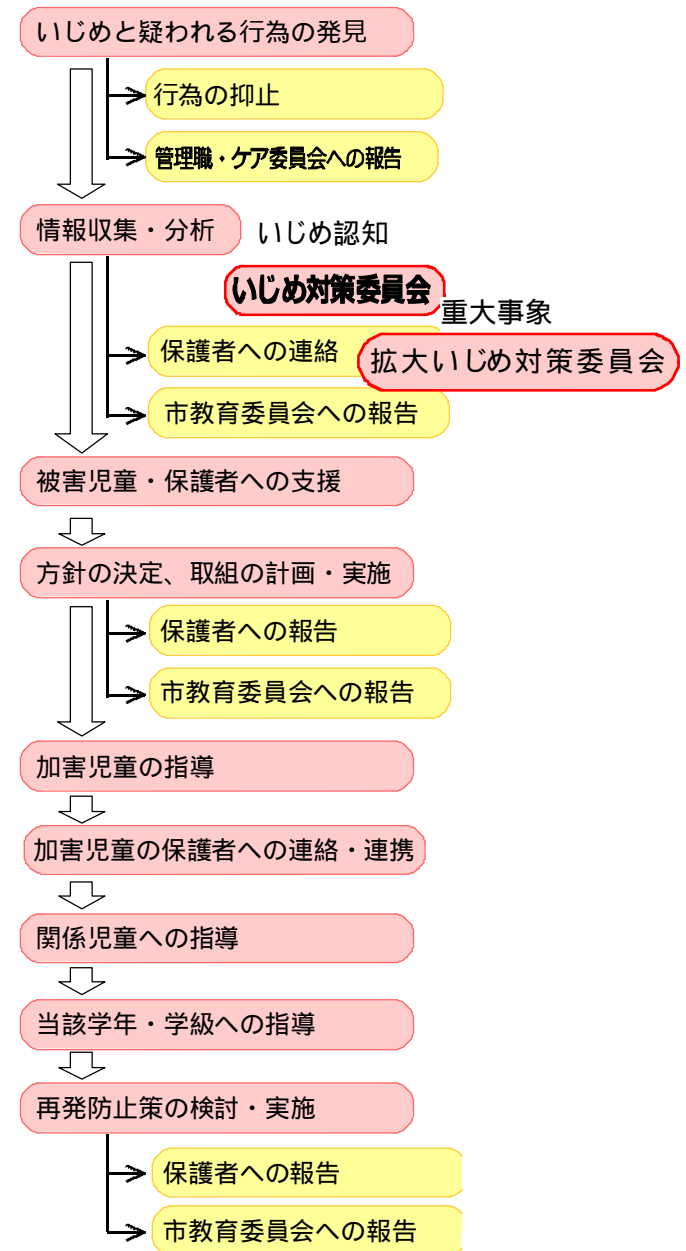 いじめと疑われる行為の発見
行為の抑止
管理職・ケア委員会への報告
情報収集・分析
いじめ認知
いじめ対策委員会
重大事象
保護者への連絡
拡大いじめ対策委員会
市教育委員会への報告
被害児童・保護者への支援
方針の決定、取組の計画・実施
保護者への報告
市教育委員会への報告
加害児童の指導
加害児童の保護者への連絡・連携
関係児童への指導
当該学年・学級への指導
再発防止策の検討・実施
保護者への報告
市教育委員会への報告